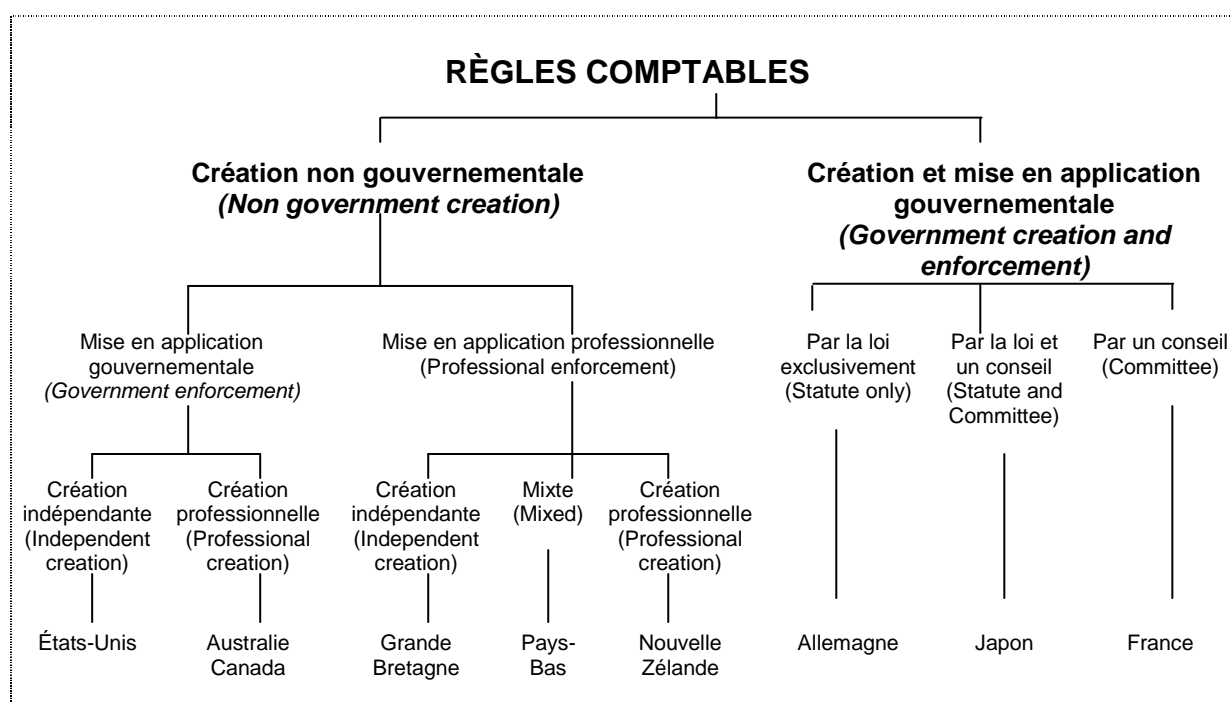 RÈGLES COMPTABLES
Création non gouvernementale
(Non government creation)
Création et mise en application
gouvernementale
(Government creation and
enforcement)
Mise en application
gouvernementale
(Government enforcement)
Mise en application professionnelle
(Professional enforcement)
Par la loi
exclusivement
(Statute only)
Par la loi et
un conseil
(Statute and
Committee)
Par un conseil
(Committee)
Création
indépendante
(Independent
creation)
Création
professionnelle
(Professional
creation)
Création
indépendante
(Independent
creation)
Mixte
(Mixed)
Création
professionnelle
(Professional
creation)
États-Unis
Australie
Canada
Grande
Bretagne
Pays-
Bas
Nouvelle
Zélande
Allemagne
Japon
France